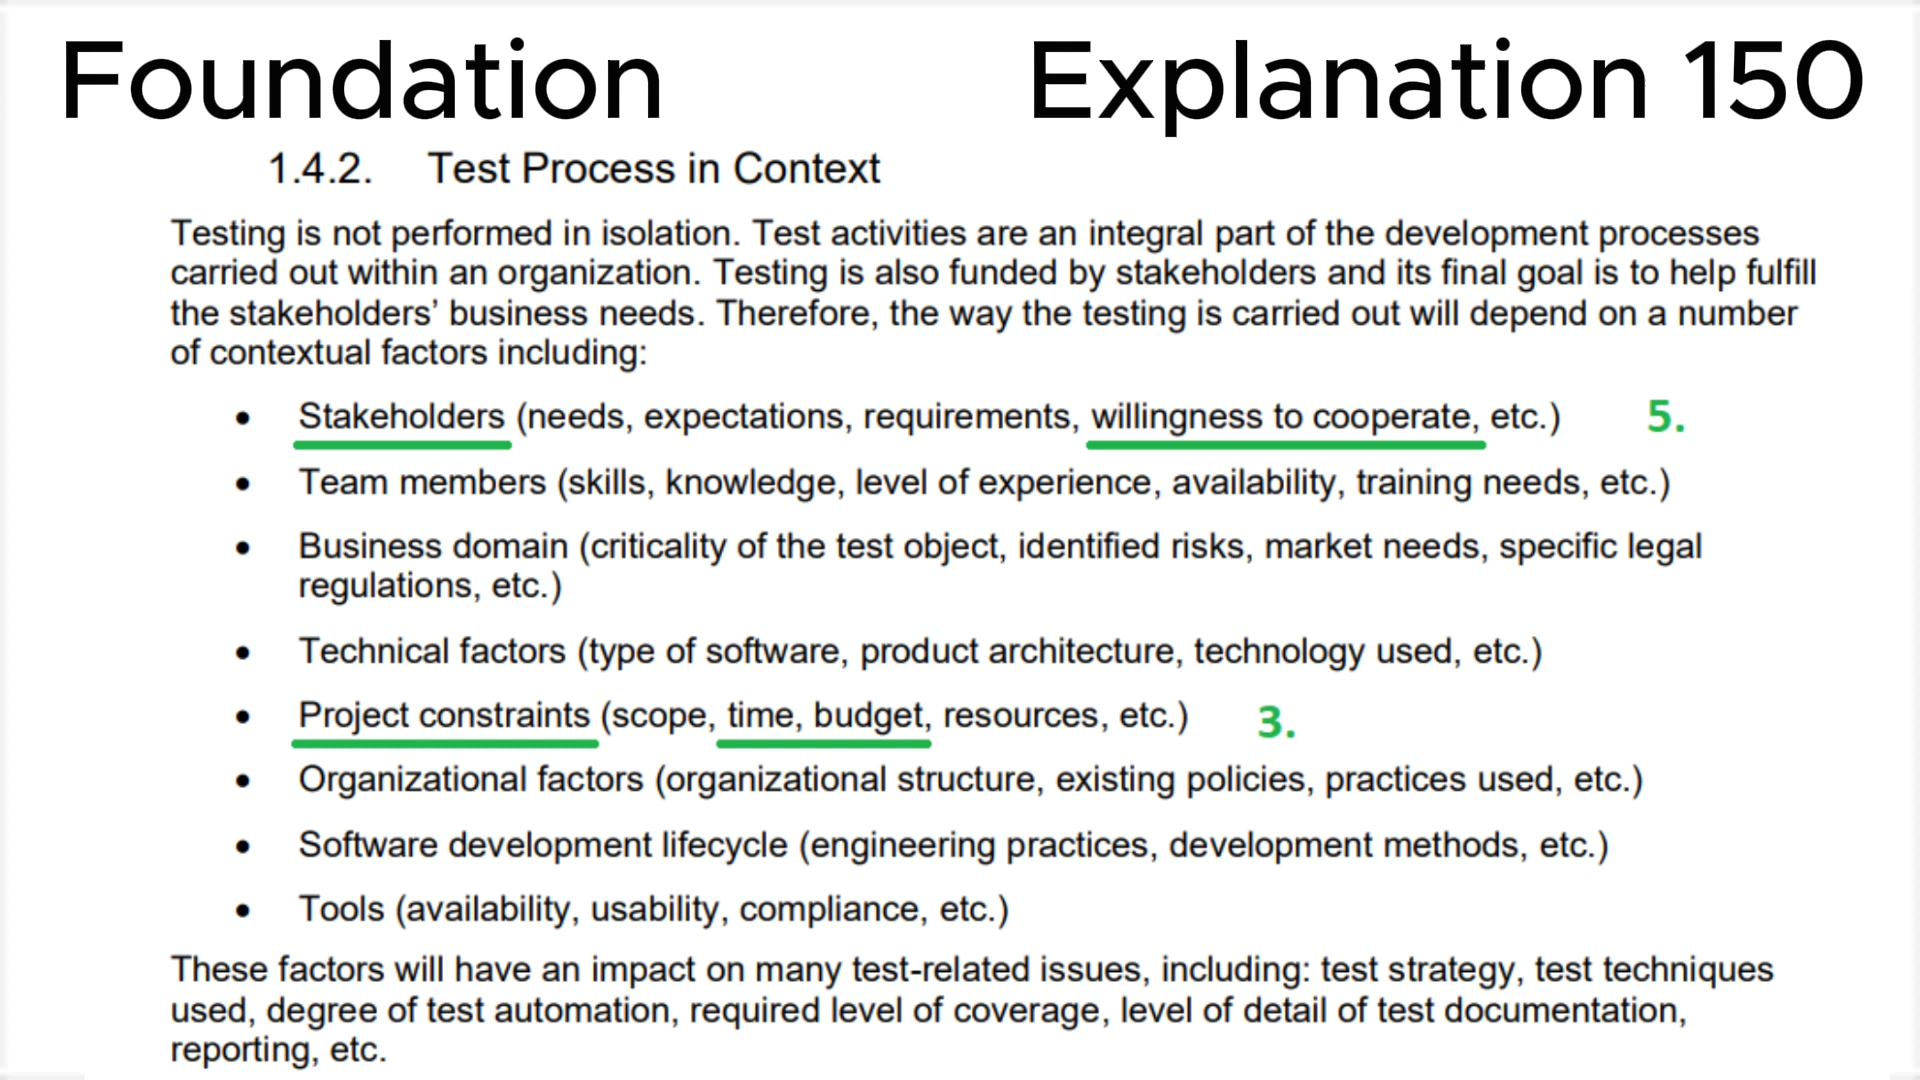 Foundation Explanation 150
1.4.2. Test Process in Context
Testing is not performed in isolation. Test activities are an integral part of the development processes
carried out within an organization. Testing is also funded by stakeholders and its final goal is to help fulfill
the stakeholders’ business needs. Therefore, the way the testing is carried out will depend on a number
of contextual factors including:
• Stakeholders (needs, expectations, requirements, willingness to cooperate, etc.) 5.
• Team members (skills, knowledge, level of experience, availability, training needs, etc.)
• Business domain (criticality of the test object, identified risks, market needs, specific legal
regulations, etc.)
• Technical factors (type of software, product architecture, technology used, etc.)
• Project constraints (scope, time, budget, resources, etc.) 3.
• Organizational factors (organizational structure, existing policies, practices used, etc.)
• Software development lifecycle (engineering practices, development methods, etc.)
• Tools (availability, usability, compliance, etc.)
These factors will have an impact on many test-related issues, including: test strategy, test techniques
used, degree of test automation, required level of coverage, level of detail of test documentation,
reporting, etc.